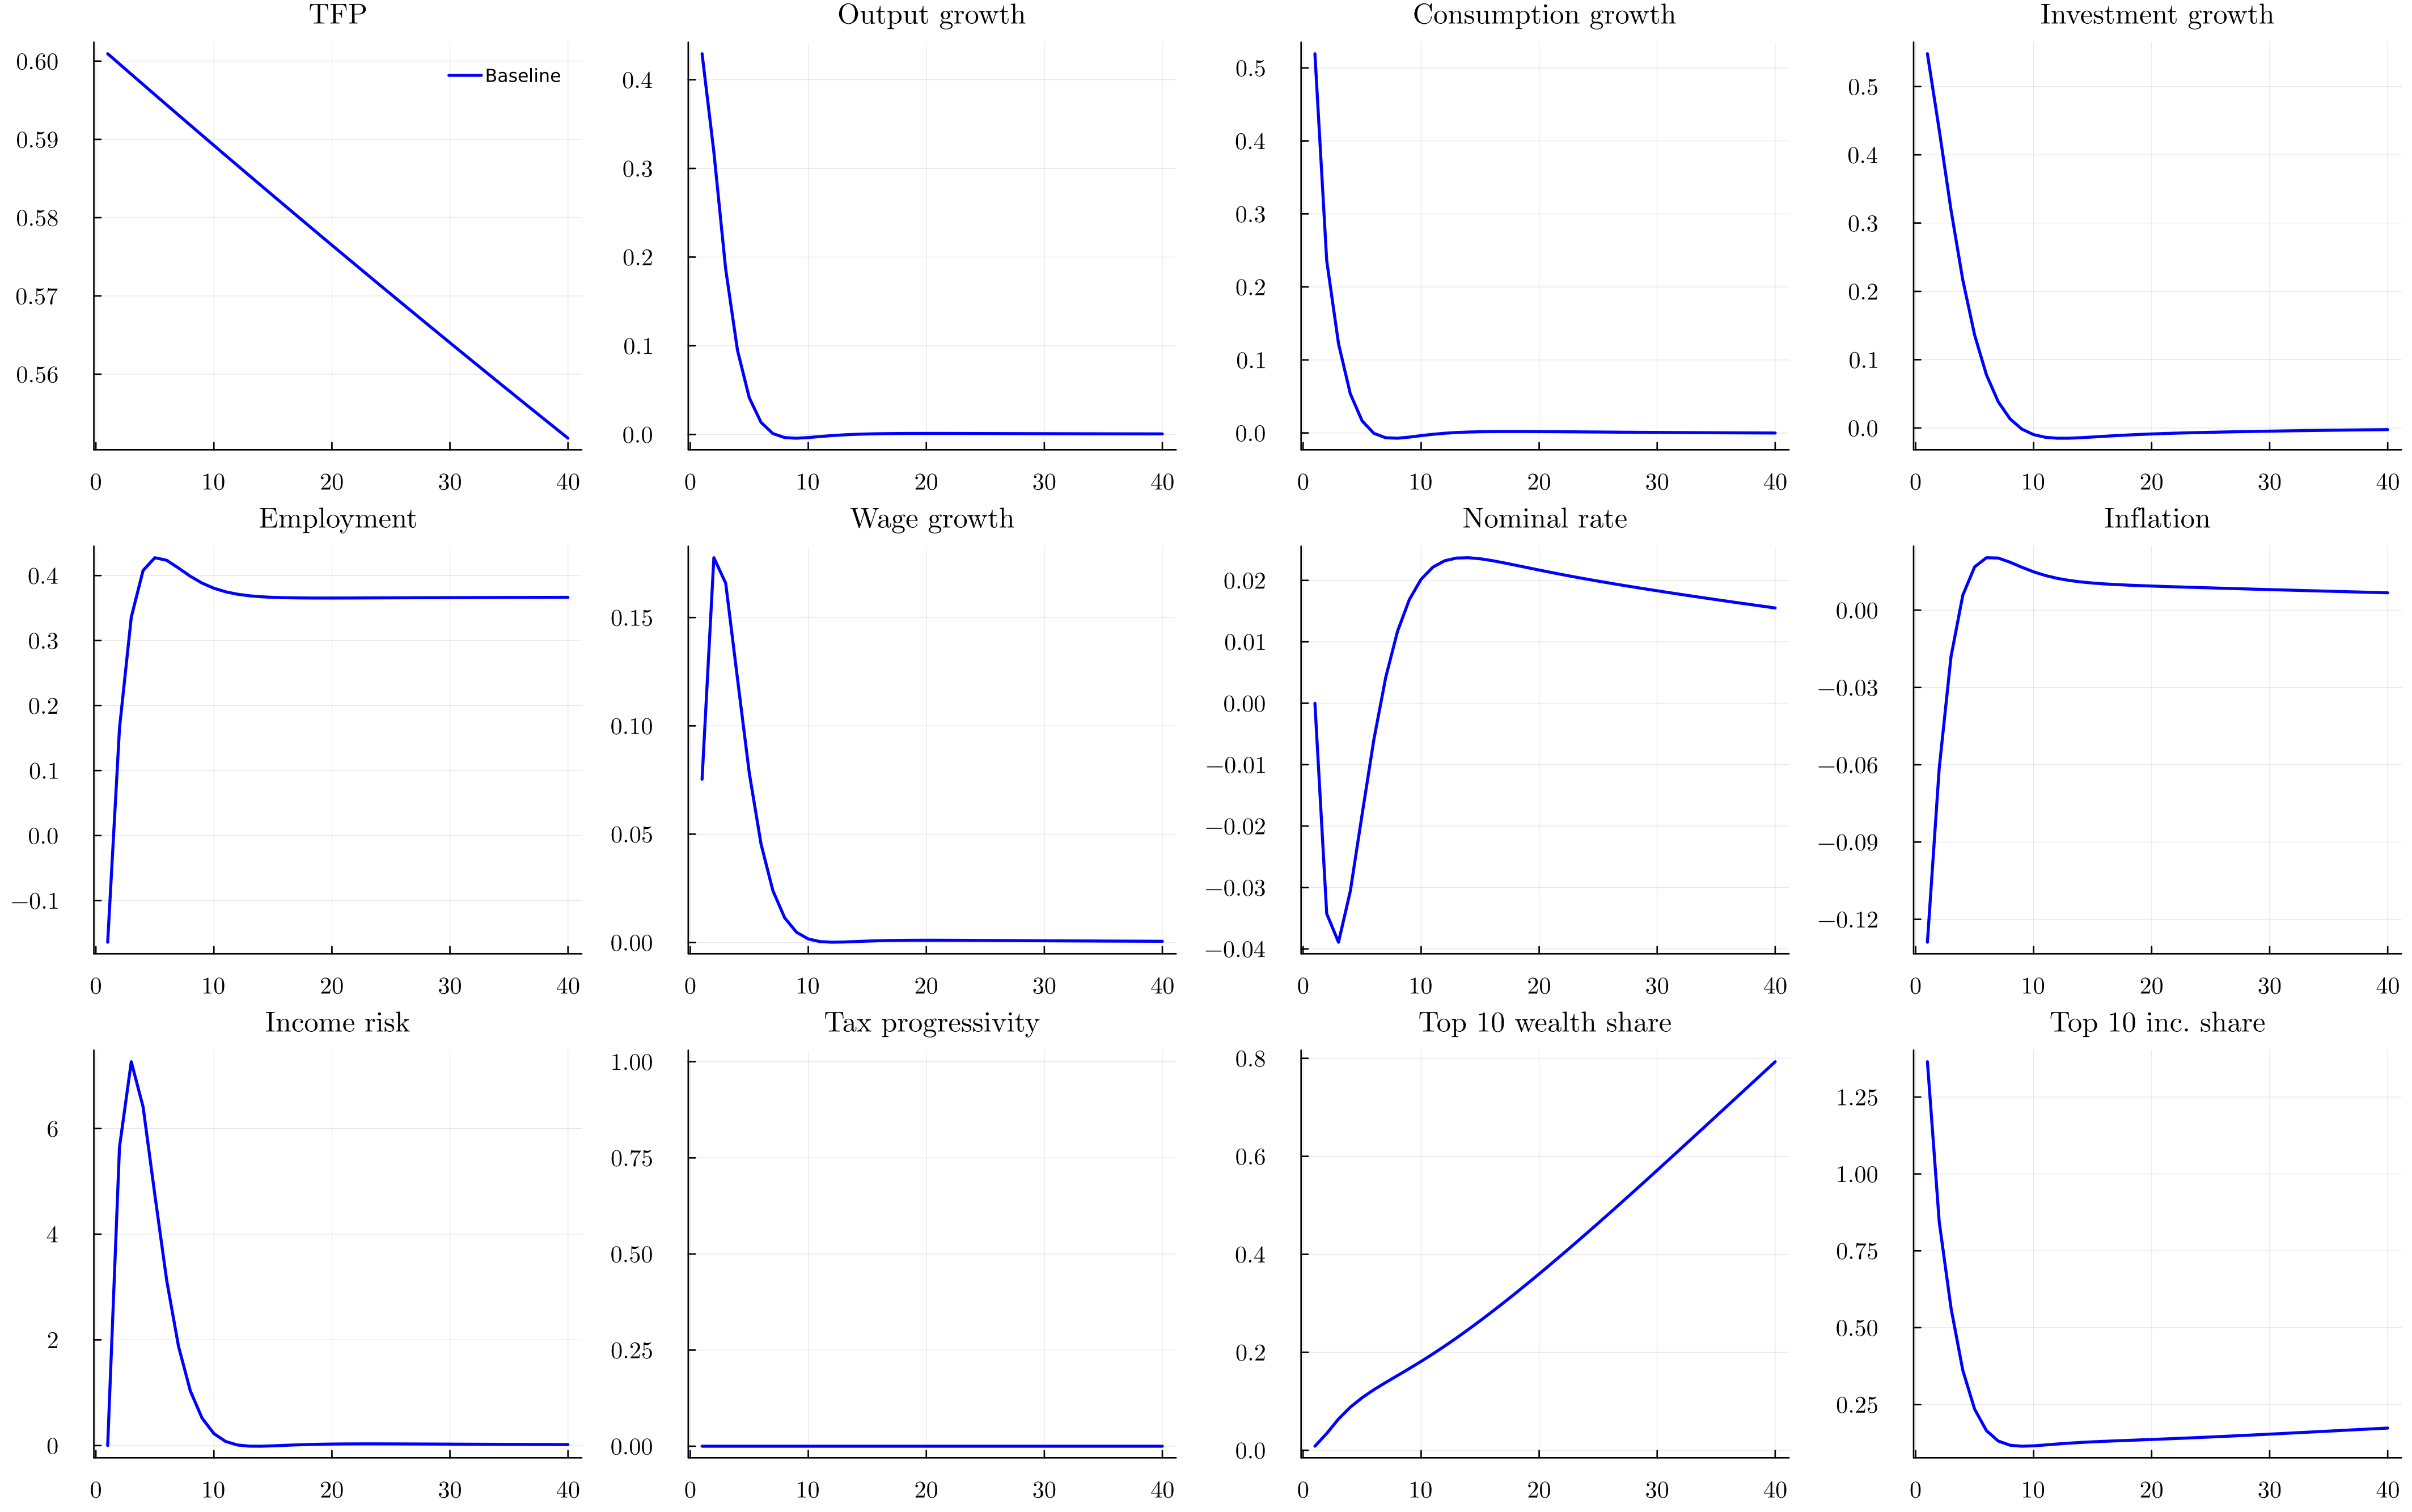 TFP
Output growth
Consumption growth
Investment growth
0.60
0.59
0.58
0.57
0.56
Baseline
0 10 20 30 40
0.4
0.3
0.2
0.1
0.0
0 10 20 30 40
0.5
0.4
0.3
0.2
0.1
0.0
0 10 20 30 40
0.5
0.4
0.3
0.2
0.1
0.0
0 10 20 30 40
Employment
Wage growth
Nominal rate
Inflation
0.4
0.3
0.2
0.1
0.0
−0.1
0 10 20 30 40
0.15
0.10
0.05
0.00
0 10 20 30 40
0.02
0.01
0.00
−0.01
−0.02
−0.03
−0.04
0 10 20 30 40
0.00
−0.03
−0.06
−0.09
−0.12
0 10 20 30 40
Income risk
Tax progressivity
Top 10 wealth share
Top 10 inc. share
6
4
2
0
0 10 20 30 40
1.00
0.75
0.50
0.25
0.00
0 10 20 30 40
0.8
0.6
0.4
0.2
0.0
0 10 20 30 40
1.25
1.00
0.75
0.50
0.25
0 10 20 30 40